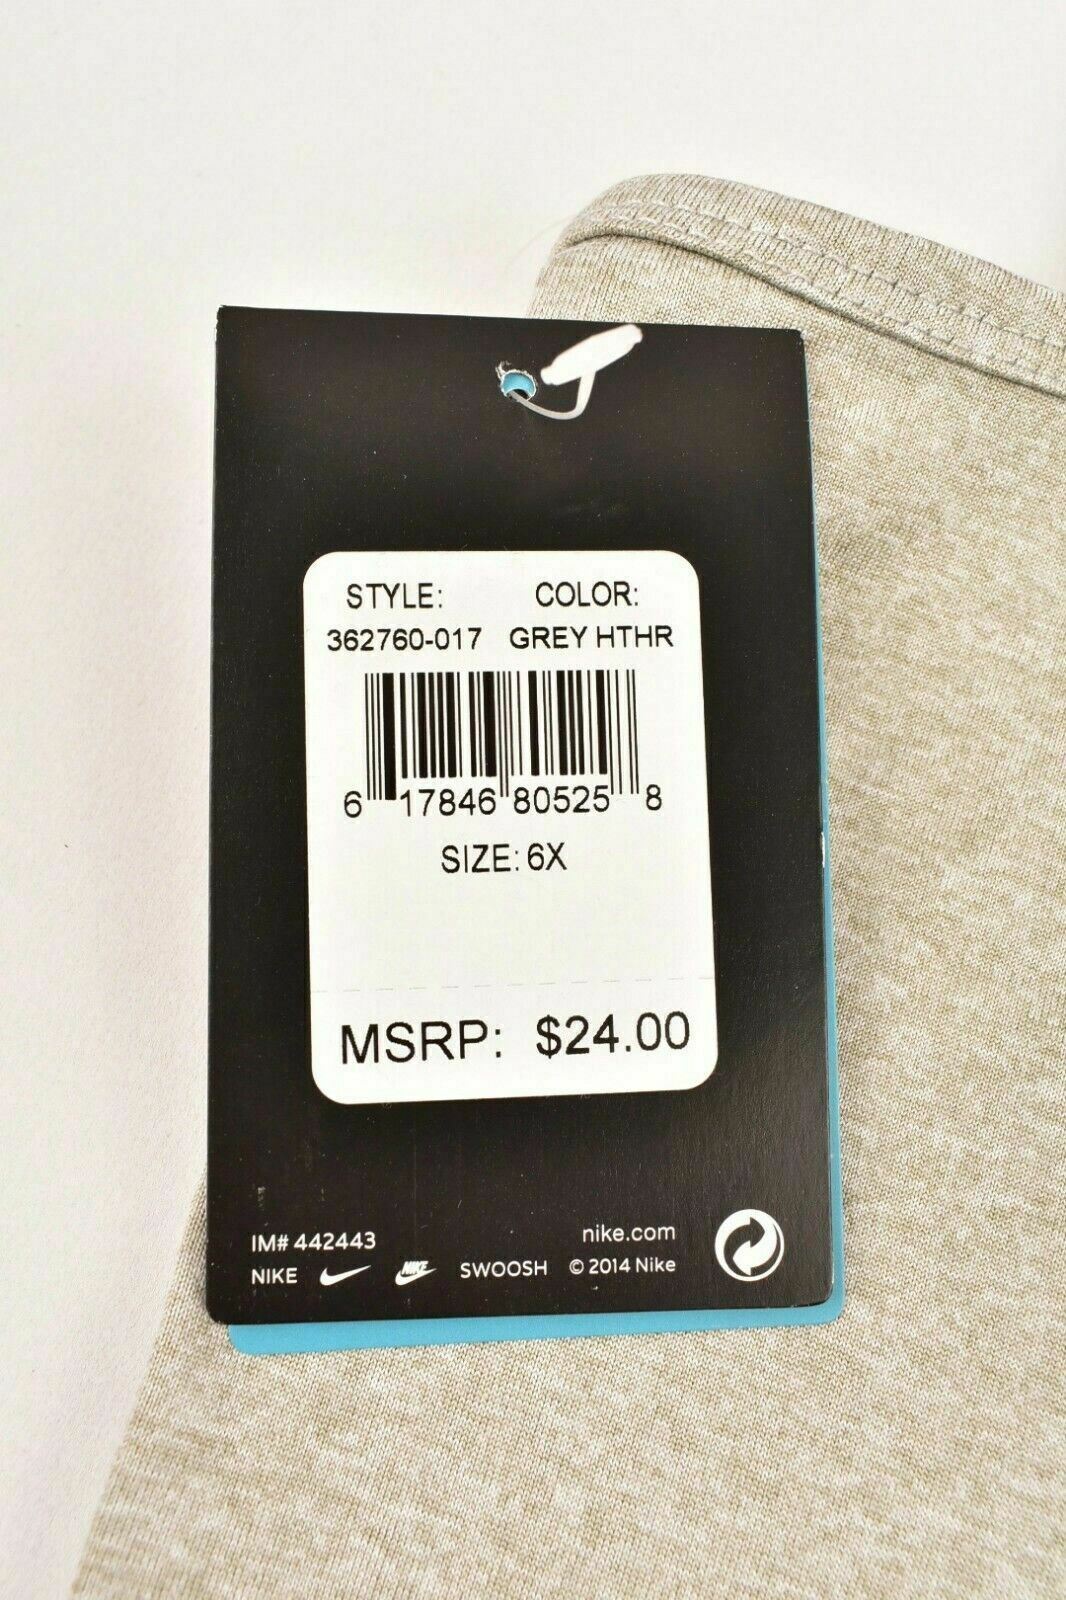 STYLE: COLOR:
362760-017 GREY HTHR
6 17846 80525 8
SIZE: 6X
MSRP: $24.00
IM# 442443 nike.com
NIKE NIKE SWOOSH © 2014 Nike